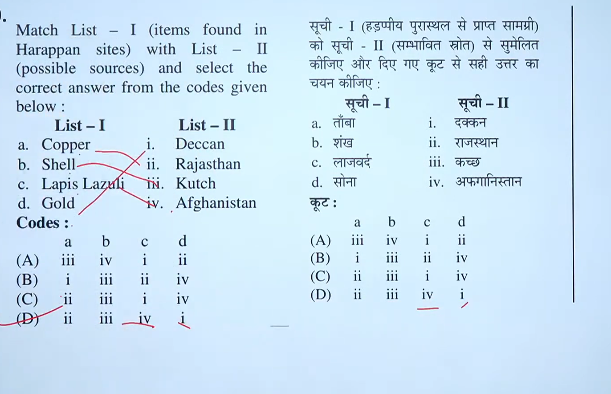 Match List – I (items found in
Harappan sites) with List – II
(possible sources) and select the
correct answer from the codes given
below :
List – I List – II
a. Copper i. Deccan
b. Shell ii. Rajasthan
c. Lapis Lazuli iii. Kutch
d. Gold iv. Afghanistan
Codes :
a b c d
(A) iii iv i ii
(B) i iii ii iv
(C) ii iii i iv
(D) ii iii iv i
सूची - I (हड़प्पीय पुरास्थल से प्राप्त सामग्री)
को सूची - II (सम्भावित स्रोत) से सुमेलित
कीजिए और दिए गए कूट से सही उत्तर का
चयन कीजिए :
सूची – I सूची – II
a. ताँबा i. दक्कन
b. शंख ii. राजस्थान
c. लाजवर्द iii. कच्छ
d. सोना iv. अफगानिस्तान
कूट :
a b c d
(A) iii iv i ii
(B) i iii ii iv
(C) ii iii i iv
(D) ii iii iv i